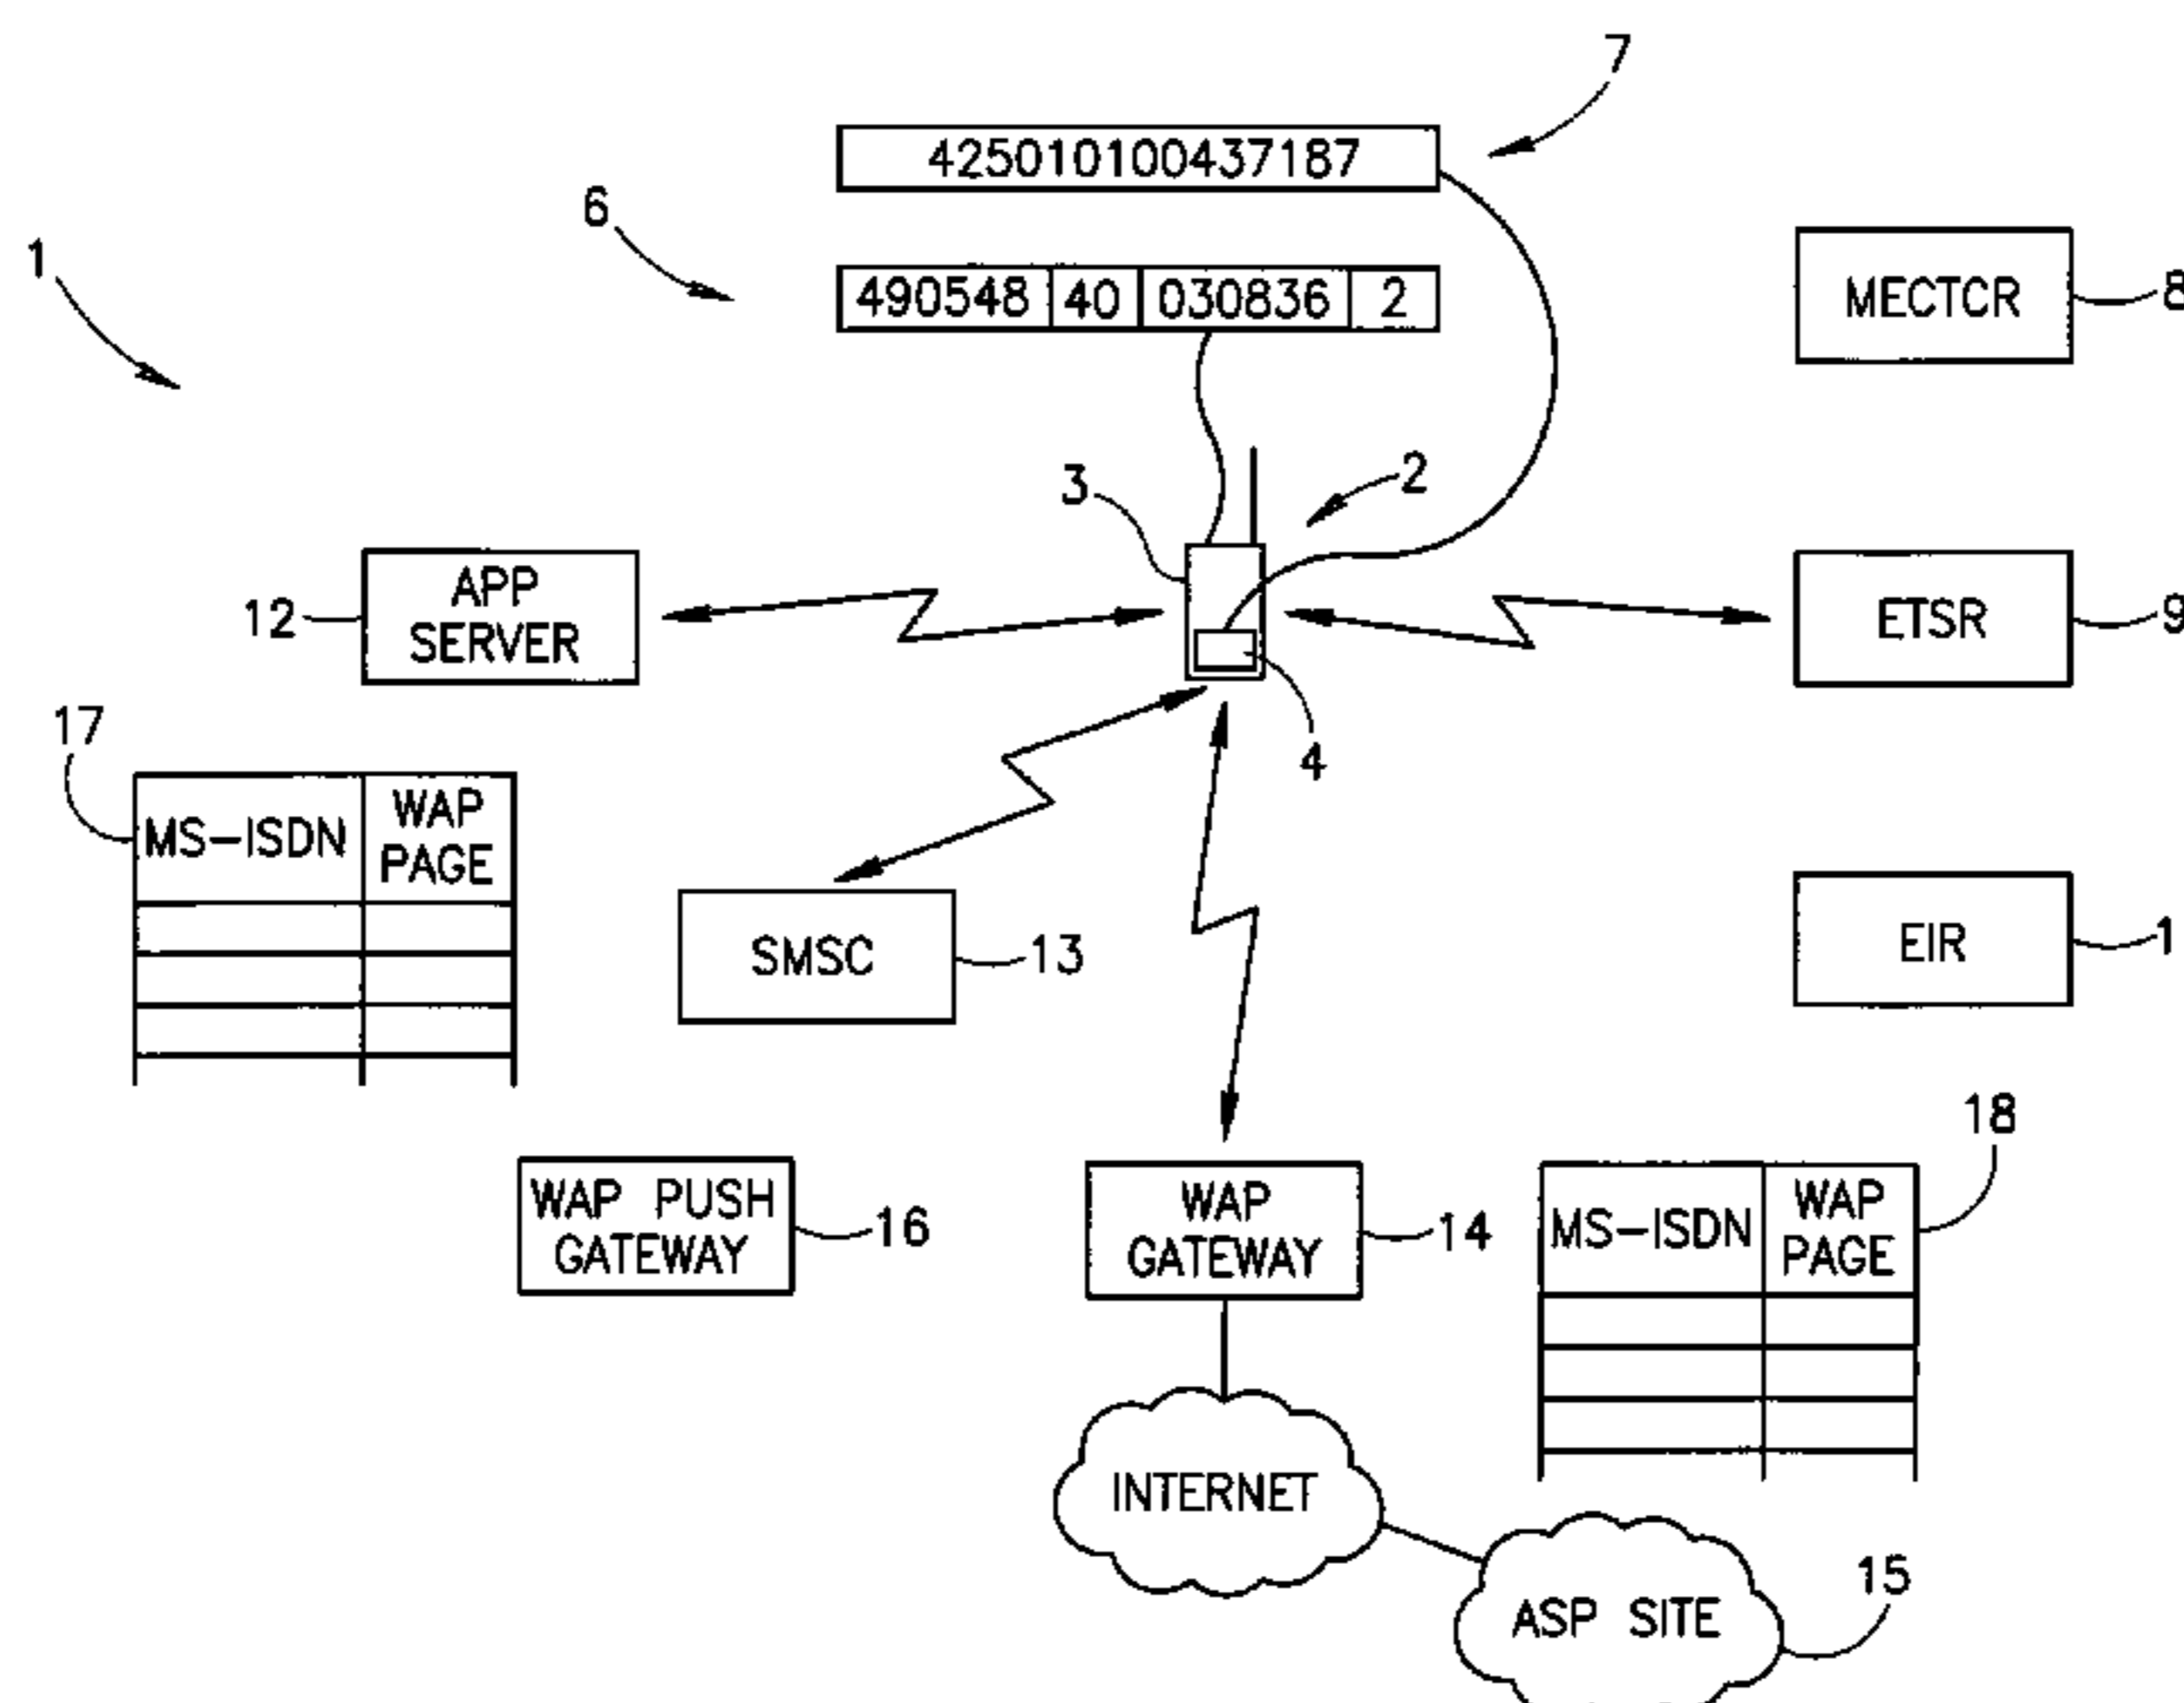 7
425010100437187
6
1
490548 40 030836 2
MECTCR
8
3
2
12
APP
SERVER
ETSR
9
17
4
MS-ISDN
WAP
PAGE
SMSC
13
EIR
1
18
WAP PUSH
GATEWAY
16
WAP
GATEWAY
14
MS-ISDN
WAP
PAGE
INTERNET
15
ASP SITE